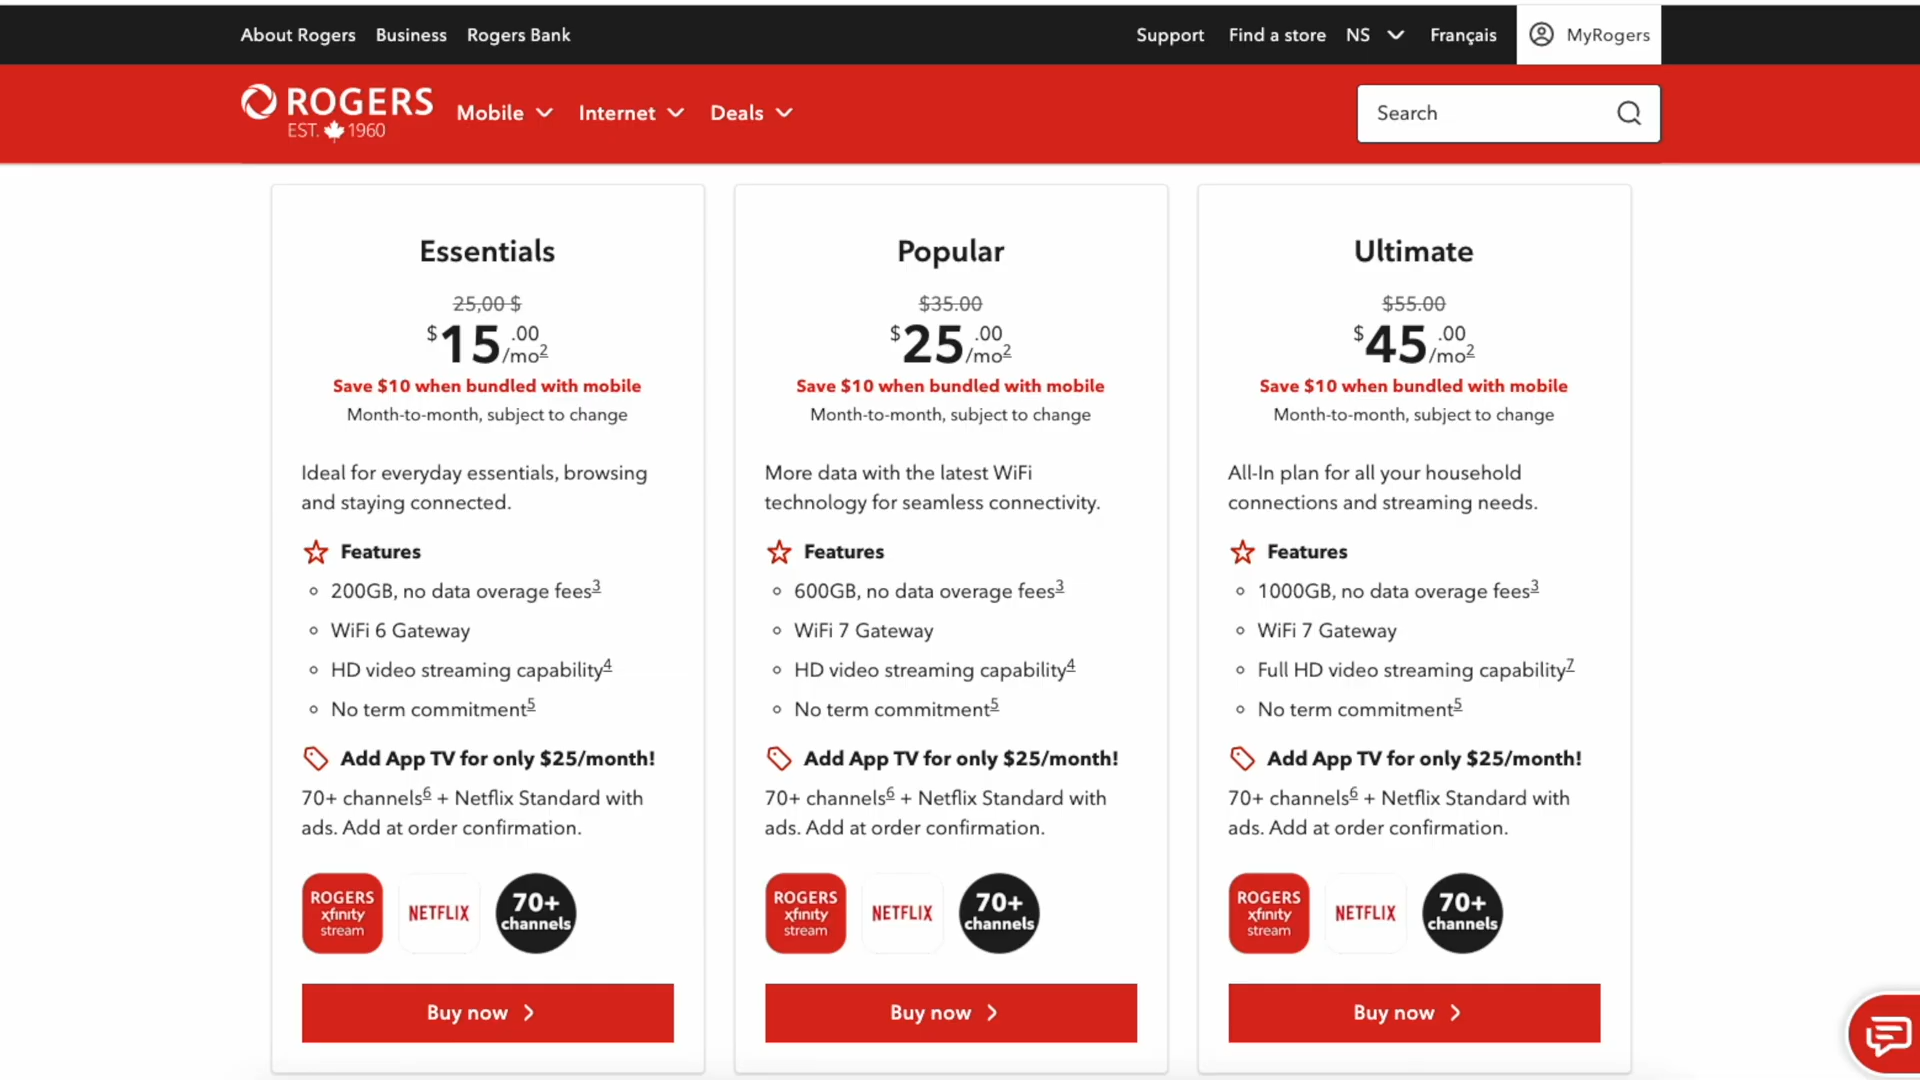 About Rogers Business Rogers Bank Support Find a store NS Français MyRogers
ROGERS
EST. 1960
Mobile Internet Deals Search
Essentials
25,00 $
$15.00/mo2
Save $10 when bundled with mobile
Month-to-month, subject to change
Ideal for everyday essentials, browsing
and staying connected.
Features
200GB, no data overage fees3
WiFi 6 Gateway
HD video streaming capability4
No term commitment5
Add App TV for only $25/month!
70+ channels6 + Netflix Standard with
ads. Add at order confirmation.
ROGERS
xfinity
stream
NETFLIX
70+
channels
Buy now
Popular
$35.00
$25.00/mo2
Save $10 when bundled with mobile
Month-to-month, subject to change
More data with the latest WiFi
technology for seamless connectivity.
Features
600GB, no data overage fees3
WiFi 7 Gateway
HD video streaming capability4
No term commitment5
Add App TV for only $25/month!
70+ channels6 + Netflix Standard with
ads. Add at order confirmation.
ROGERS
xfinity
stream
NETFLIX
70+
channels
Buy now
Ultimate
$55.00
$45.00/mo2
Save $10 when bundled with mobile
Month-to-month, subject to change
All-In plan for all your household
connections and streaming needs.
Features
1000GB, no data overage fees3
WiFi 7 Gateway
Full HD video streaming capability7
No term commitment5
Add App TV for only $25/month!
70+ channels6 + Netflix Standard with
ads. Add at order confirmation.
ROGERS
xfinity
stream
NETFLIX
70+
channels
Buy now